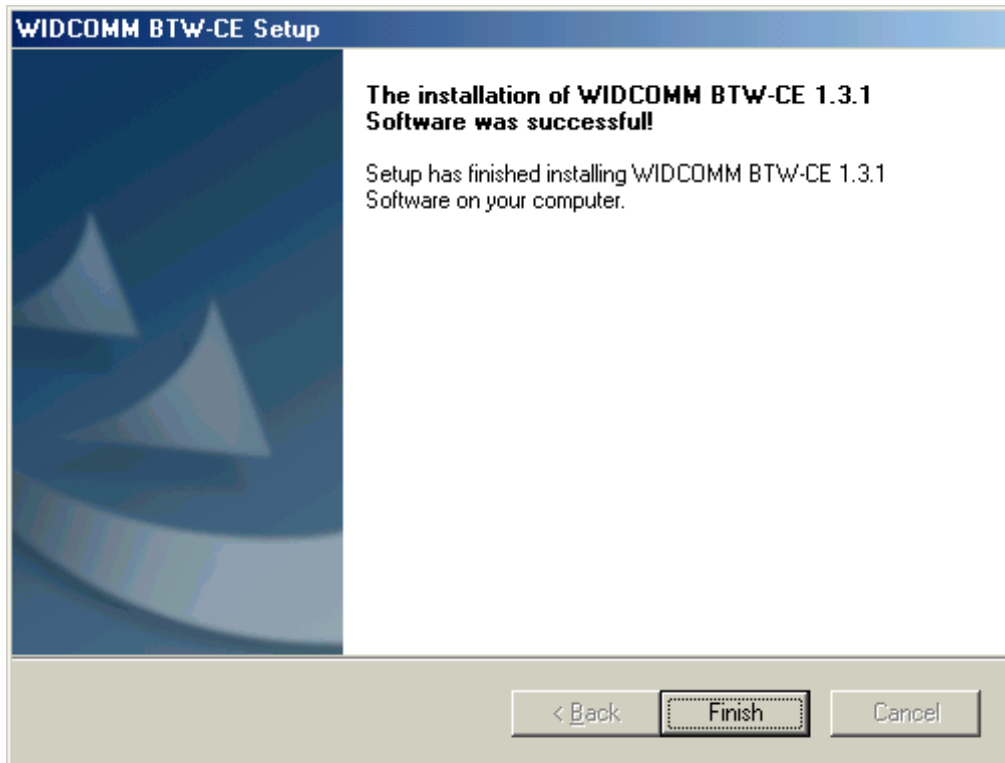 WIDCOMM BTW-CE Setup
The installation of WIDCOMM BTW-CE 1.3.1
Software was successful!
Setup has finished installing WIDCOMM BTW-CE 1.3.1
Software on your computer.
< Back
Finish
Cancel